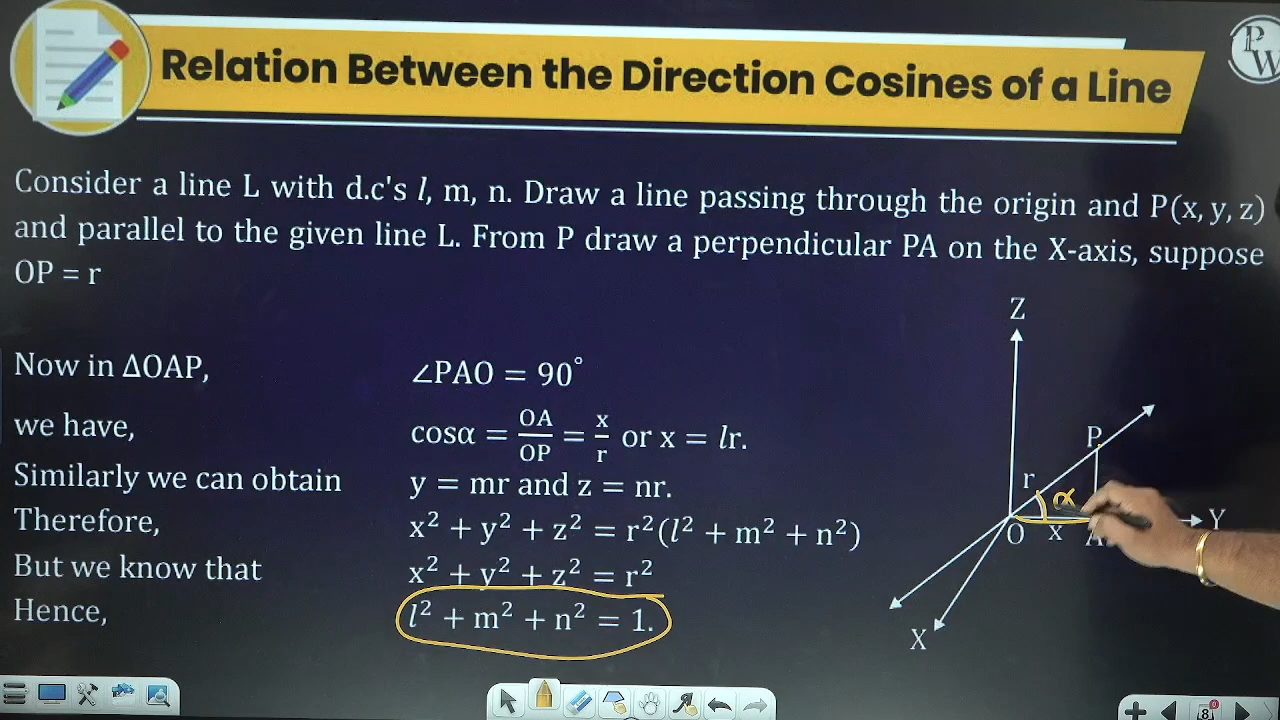 Relation Between the Direction Cosines of a Line
PW
Consider a line L with d.c's l, m, n. Draw a line passing through the origin and P(x, y, z)
and parallel to the given line L. From P draw a perpendicular PA on the X-axis, suppose
OP = r
Now in ΔOAP, ∠PAO = 90°
we have, cosα = OA/OP = x/r or x = lr.
Similarly we can obtain y = mr and z = nr.
Therefore, x² + y² + z² = r²(l² + m² + n²)
But we know that x² + y² + z² = r²
Hence, l² + m² + n² = 1.
Z
P
r
α
O
x
A
Y
X
8